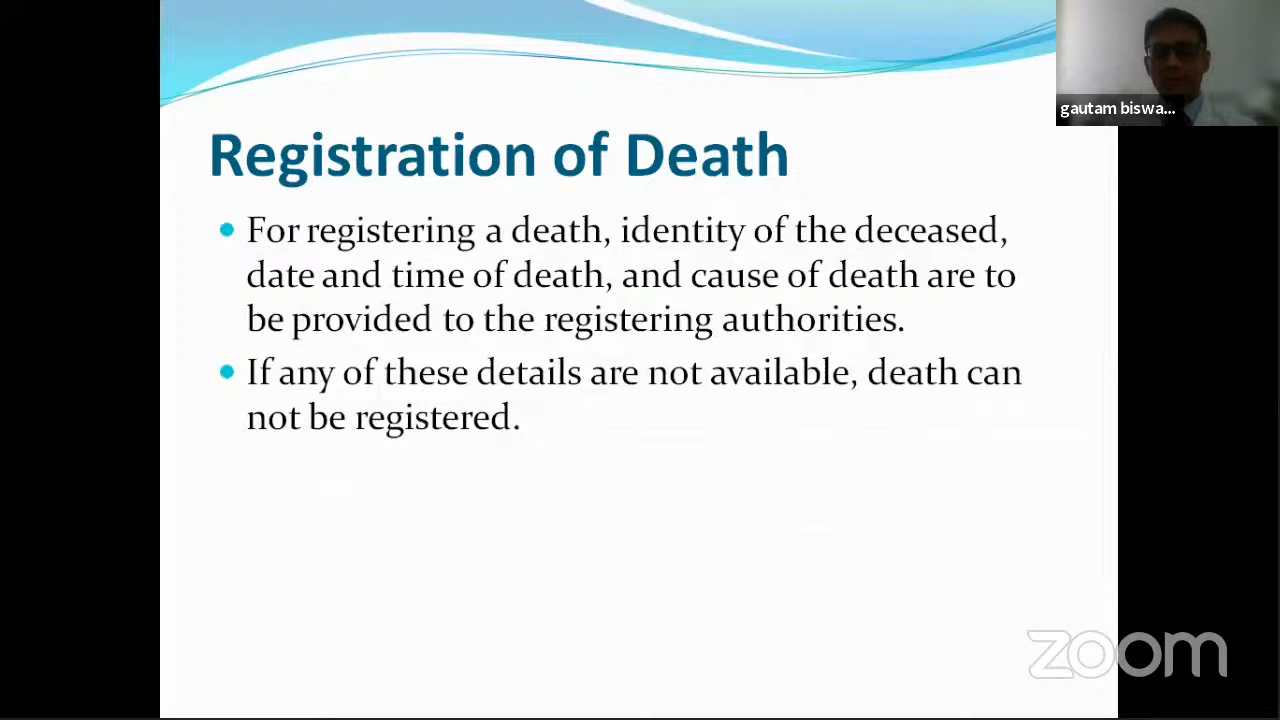 gautam biswa...
Registration of Death
For registering a death, identity of the deceased,
date and time of death, and cause of death are to
be provided to the registering authorities.
If any of these details are not available, death can
not be registered.
zoom